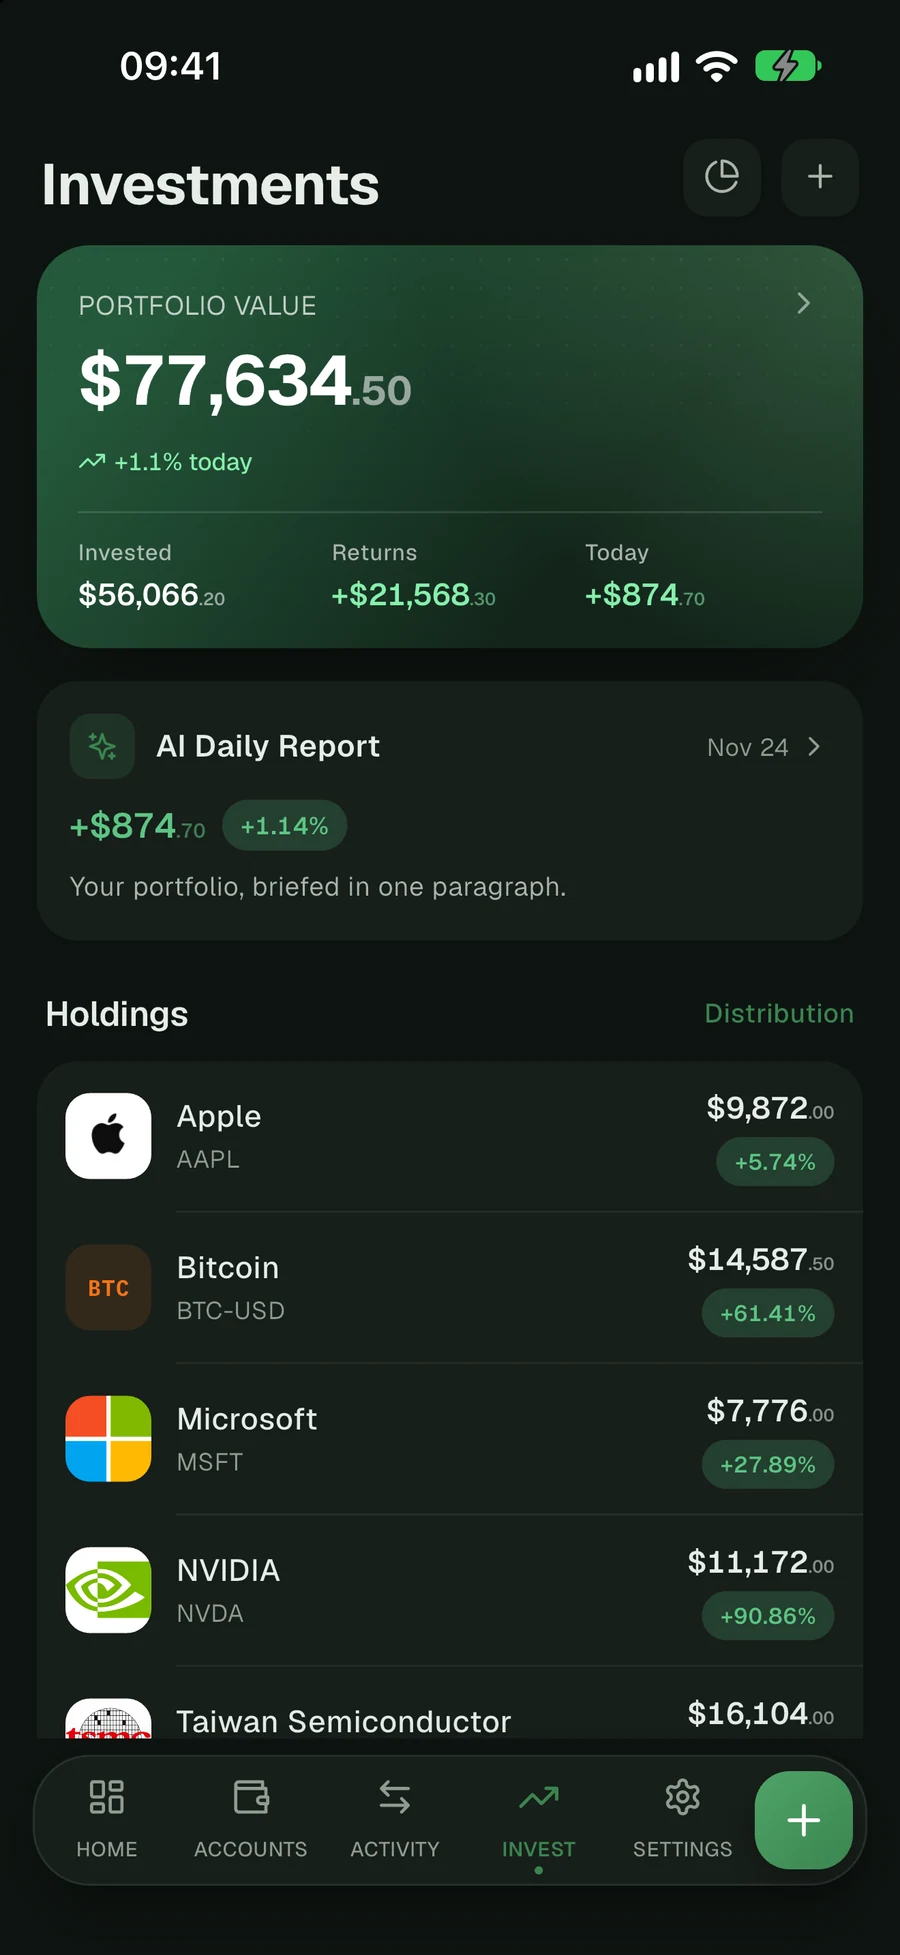 09:41
Investments
PORTFOLIO VALUE
$77,634.50
+1.1% today
Invested Returns Today
$56,066.20 +$21,568.30 +$874.70
AI Daily Report Nov 24
+$874.70 +1.14%
Your portfolio, briefed in one paragraph.
Holdings Distribution
Apple $9,872.00
AAPL +5.74%
BTC Bitcoin $14,587.50
BTC-USD +61.41%
Microsoft $7,776.00
MSFT +27.89%
NVIDIA $11,172.00
NVDA +90.86%
tsmc Taiwan Semiconductor $16,104.00
HOME ACCOUNTS ACTIVITY INVEST SETTINGS